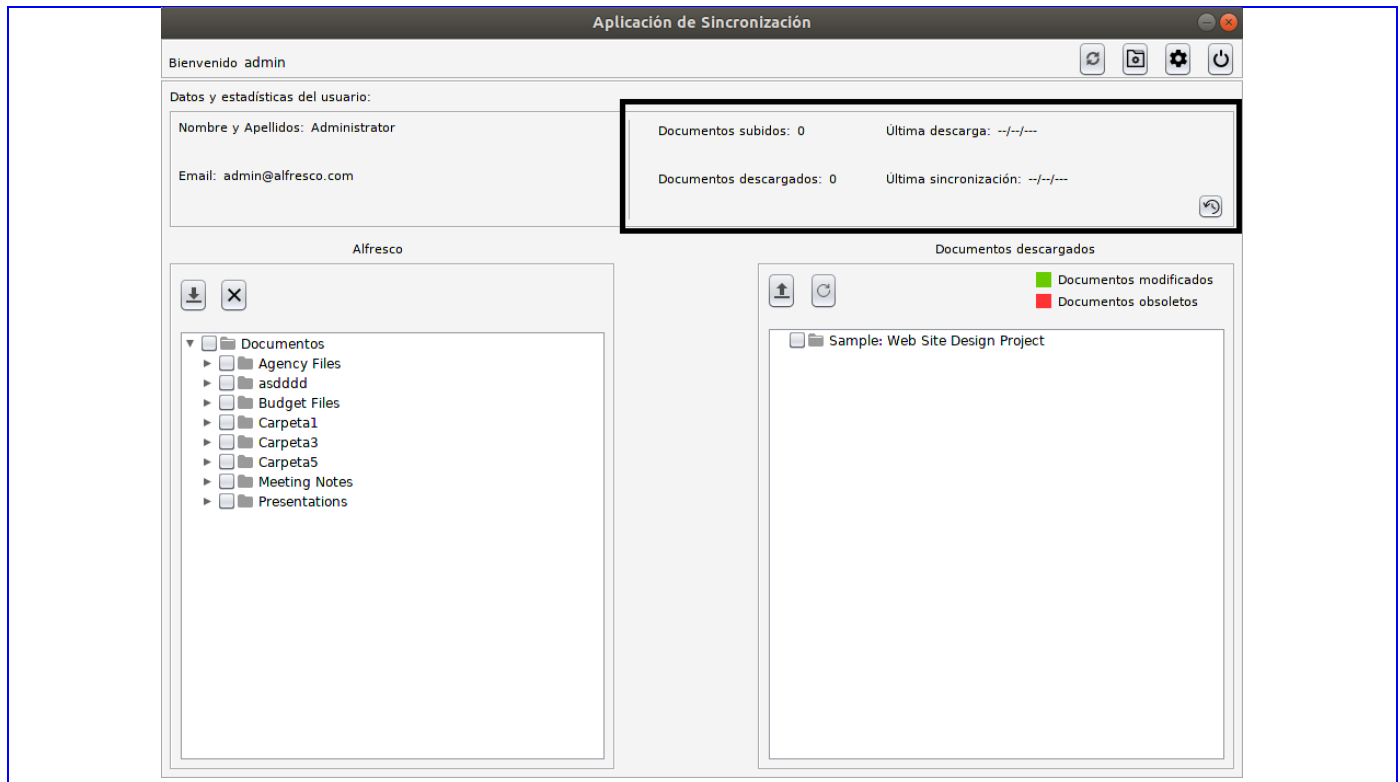 Aplicación de Sincronización
Bienvenido admin
Datos y estadísticas del usuario:
Nombre y Apellidos: Administrator
Email: admin@alfresco.com
Documentos subidos: 0
Última descarga: --/--/---
Documentos descargados: 0
Última sincronización: --/--/---
Alfresco
Documentos
Agency Files
asdddd
Budget Files
Carpeta1
Carpeta3
Carpeta5
Meeting Notes
Presentations
Documentos descargados
Documentos modificados
Documentos obsoletos
Sample: Web Site Design Project